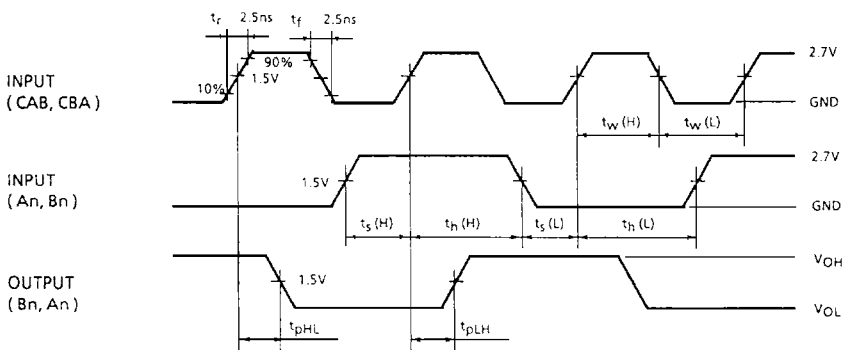 tr 2.5ns tf 2.5ns
90%
1.5V
10%
INPUT
(CAB, CBA)
2.7V
GND
tw (H) tw (L)
INPUT
(An, Bn)
1.5V
2.7V
GND
ts (H) th (H) ts (L) th (L)
OUTPUT
(Bn, An)
1.5V
VOH
VOL
tpHL tpLH